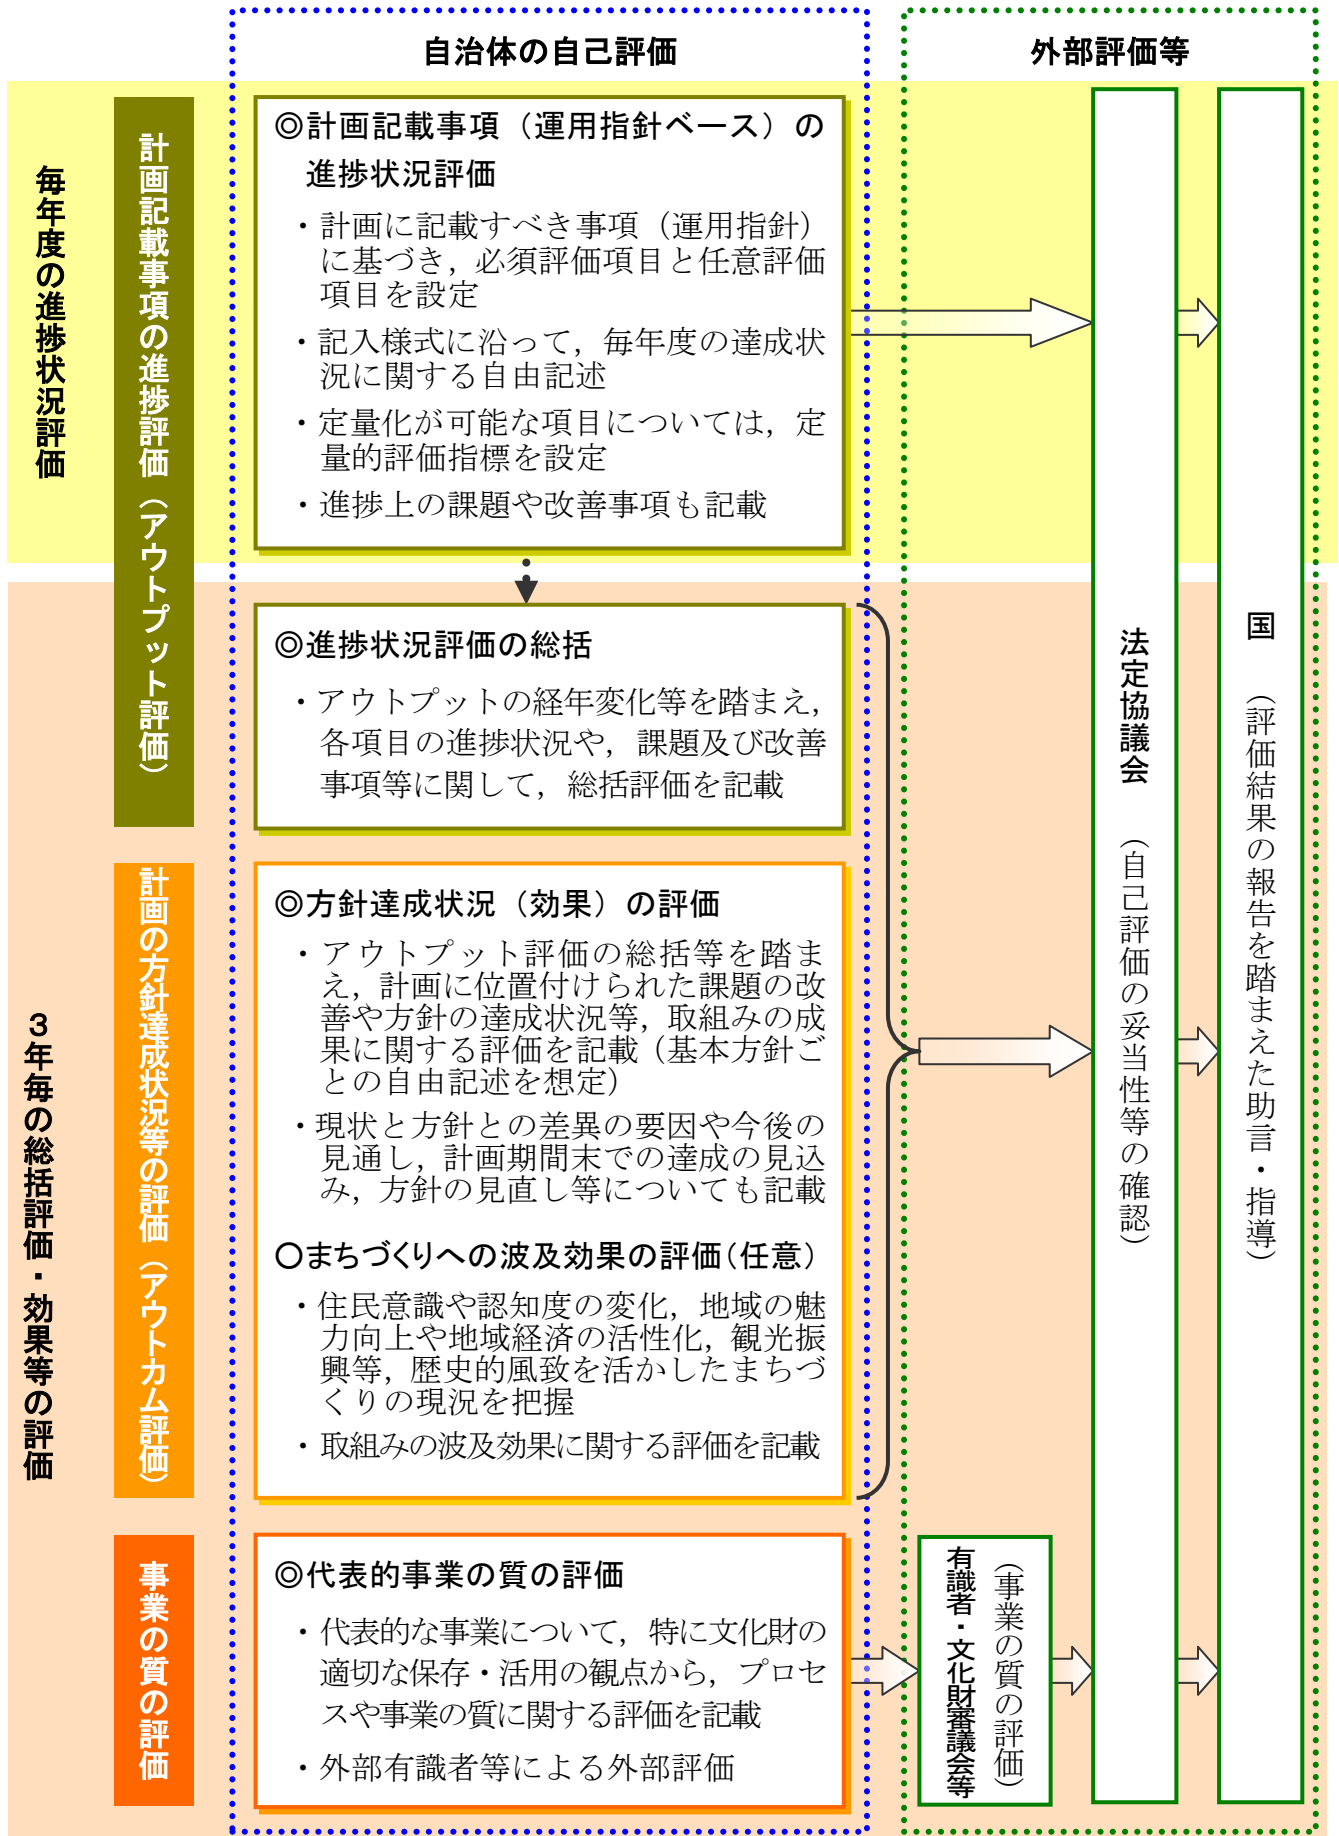 自治体の自己評価
外部評価等
毎年度の進捗状況評価
計画記載事項の進捗評価（アウトプット評価）
◎計画記載事項（運用指針ベース）の
進捗状況評価
・計画に記載すべき事項（運用指針）
に基づき，必須評価項目と任意評価
項目を設定
・記入様式に沿って，毎年度の達成状
況に関する自由記述
・定量化が可能な項目については，定
量的評価指標を設定
・進捗上の課題や改善事項も記載
◎進捗状況評価の総括
・アウトプットの経年変化等を踏まえ，
各項目の進捗状況や，課題及び改善
事項等に関して，総括評価を記載
3年毎の総括評価・効果等の評価
計画の方針達成状況等の評価（アウトカム評価）
◎方針達成状況（効果）の評価
・アウトプット評価の総括等を踏ま
え，計画に位置付けられた課題の改
善や方針の達成状況等，取組みの成
果に関する評価を記載（基本方針ご
との自由記述を想定）
・現状と方針との差異の要因や今後の
見通し，計画期間末での達成の見込
み，方針の見直し等についても記載
〇まちづくりへの波及効果の評価（任意）
・住民意識や認知度の変化，地域の魅
力向上や地域経済の活性化，観光振
興等，歴史的風致を活かしたまちづ
くりの現況を把握
・取組みの波及効果に関する評価を記載
事業の質の評価
◎代表的事業の質の評価
・代表的な事業について，特に文化財の
適切な保存・活用の観点から，プロセ
スや事業の質に関する評価を記載
・外部有識者等による外部評価
有識者・文化財審議会等
（事業の質の評価）
法定協議会　（自己評価の妥当性等の確認）
国　（評価結果の報告を踏まえた助言・指導）